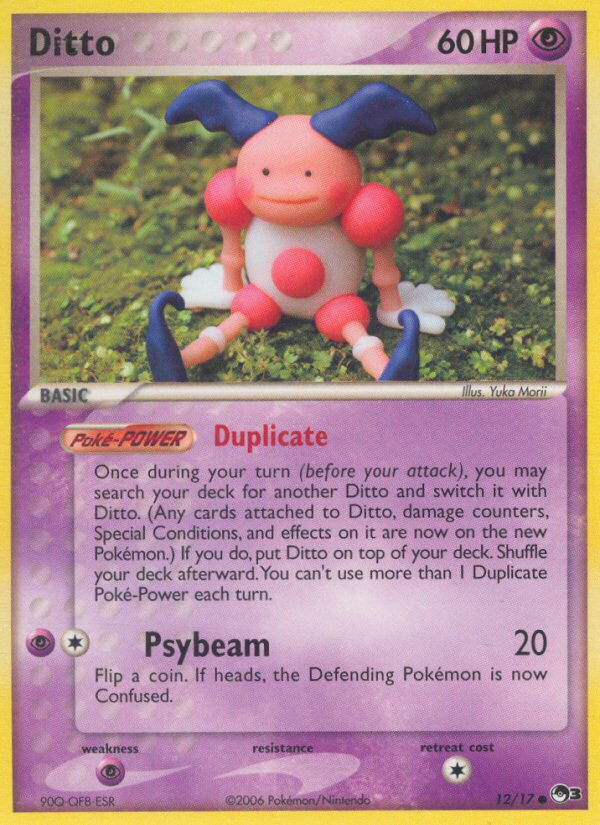 Ditto 60 HP
BASIC Illus. Yuka Morii
Poké-POWER Duplicate
Once during your turn (before your attack), you may
search your deck for another Ditto and switch it with
Ditto. (Any cards attached to Ditto, damage counters,
Special Conditions, and effects on it are now on the new
Pokémon.) If you do, put Ditto on top of your deck. Shuffle
your deck afterward. You can't use more than 1 Duplicate
Poké-Power each turn.
Psybeam 20
Flip a coin. If heads, the Defending Pokémon is now
Confused.
weakness resistance retreat cost
90Q-QF8-ESR ©2006 Pokémon/Nintendo 12/17 ● 3